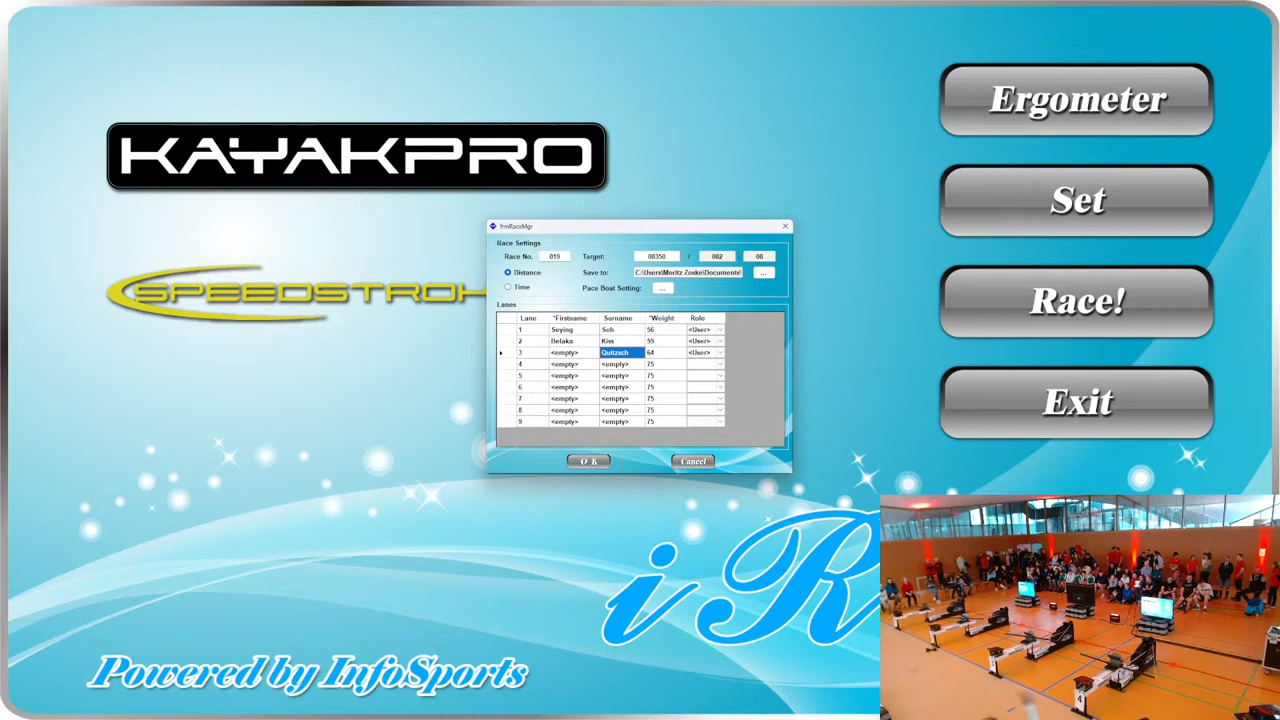 KAYAKPRO
SPEEDSTROK
Ergometer
Set
Race!
Exit
frmRaceMgr
Race Settings
Race No. 019 Target: 00350 / 002 : 00
Distance Save to: C:\Users\Moritz Zoske\Documents\ ...
Time Pace Boat Setting: ...
Lanes
Lane *Firstname Surname *Weight Role
1 Seying Soh 56 <User>
2 Belaka Kiss 59 <User>
3 <empty> Quitzsch 64 <User>
4 <empty> <empty> 75
5 <empty> <empty> 75
6 <empty> <empty> 75
7 <empty> <empty> 75
8 <empty> <empty> 75
9 <empty> <empty> 75
O K Cancel
iR
Powered by InfoSports
4